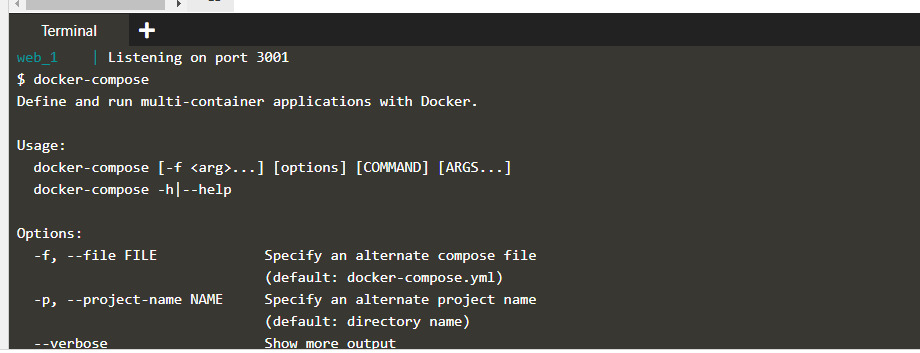 Terminal
web_1    | Listening on port 3001
$ docker-compose
Define and run multi-container applications with Docker.
Usage:
  docker-compose [-f <arg>...] [options] [COMMAND] [ARGS...]
  docker-compose -h|--help
Options:
  -f, --file FILE             Specify an alternate compose file
                              (default: docker-compose.yml)
  -p, --project-name NAME     Specify an alternate project name
                              (default: directory name)
  --verbose                   Show more output